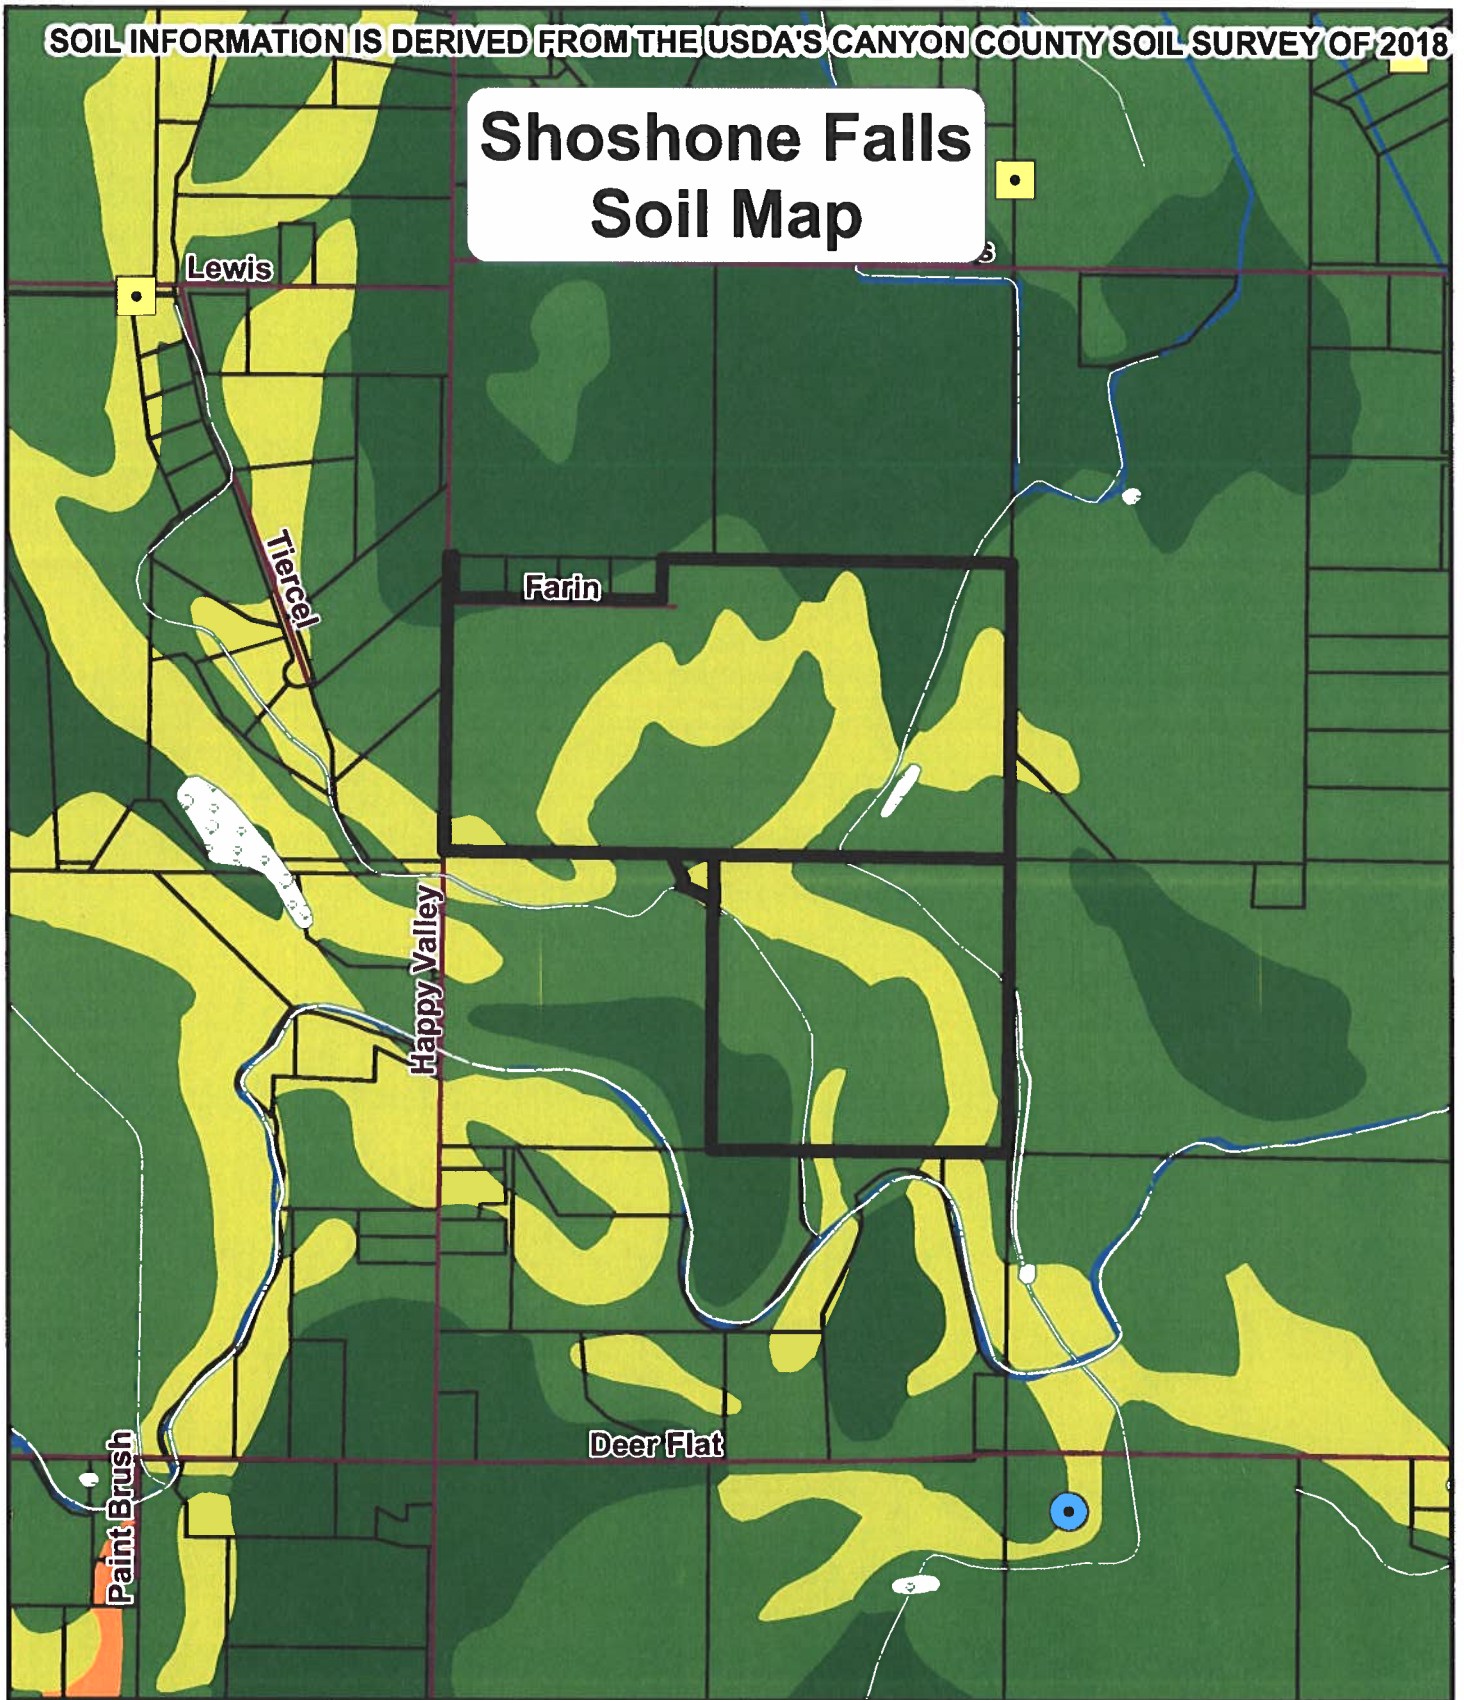 SOIL INFORMATION IS DERIVED FROM THE USDA'S CANYON COUNTY SOIL SURVEY OF 2018
Shoshone Falls
Soil Map
Lewis
s
Tiercel
Farin
Happy Valley
Deer Flat
Paint Brush